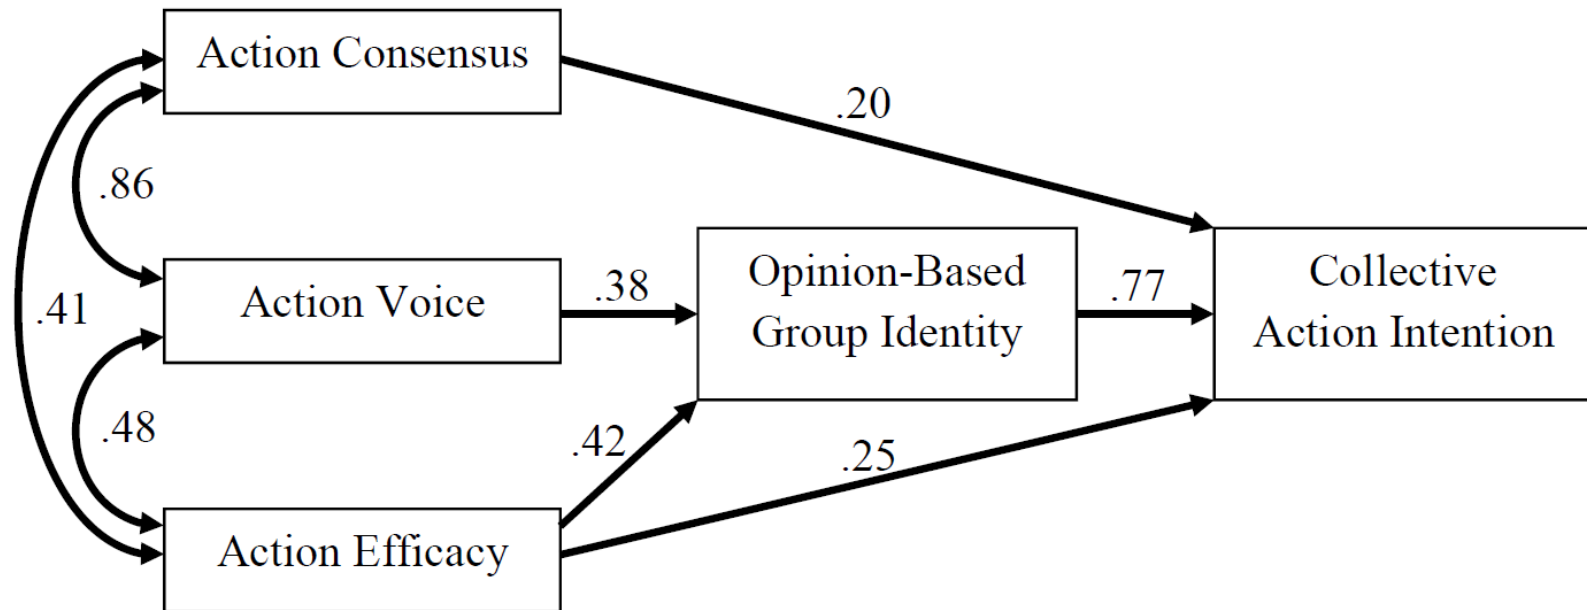 Action Consensus
.20
.86
Opinion-Based
Group Identity
Collective
Action Intention
Action Voice
.38
.77
.41
.48
.42
.25
Action Efficacy